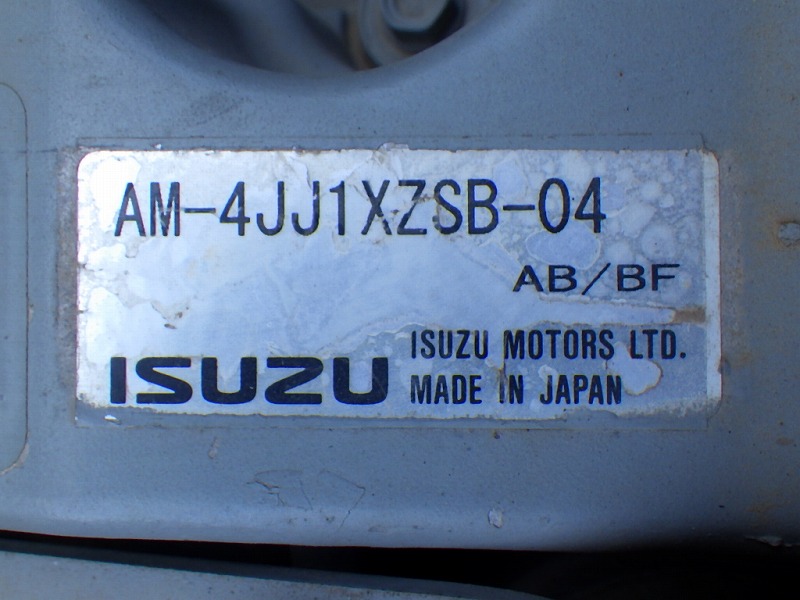 AM-4JJ1XZSB-04
AB/BF
ISUZU
ISUZU MOTORS LTD.
MADE IN JAPAN